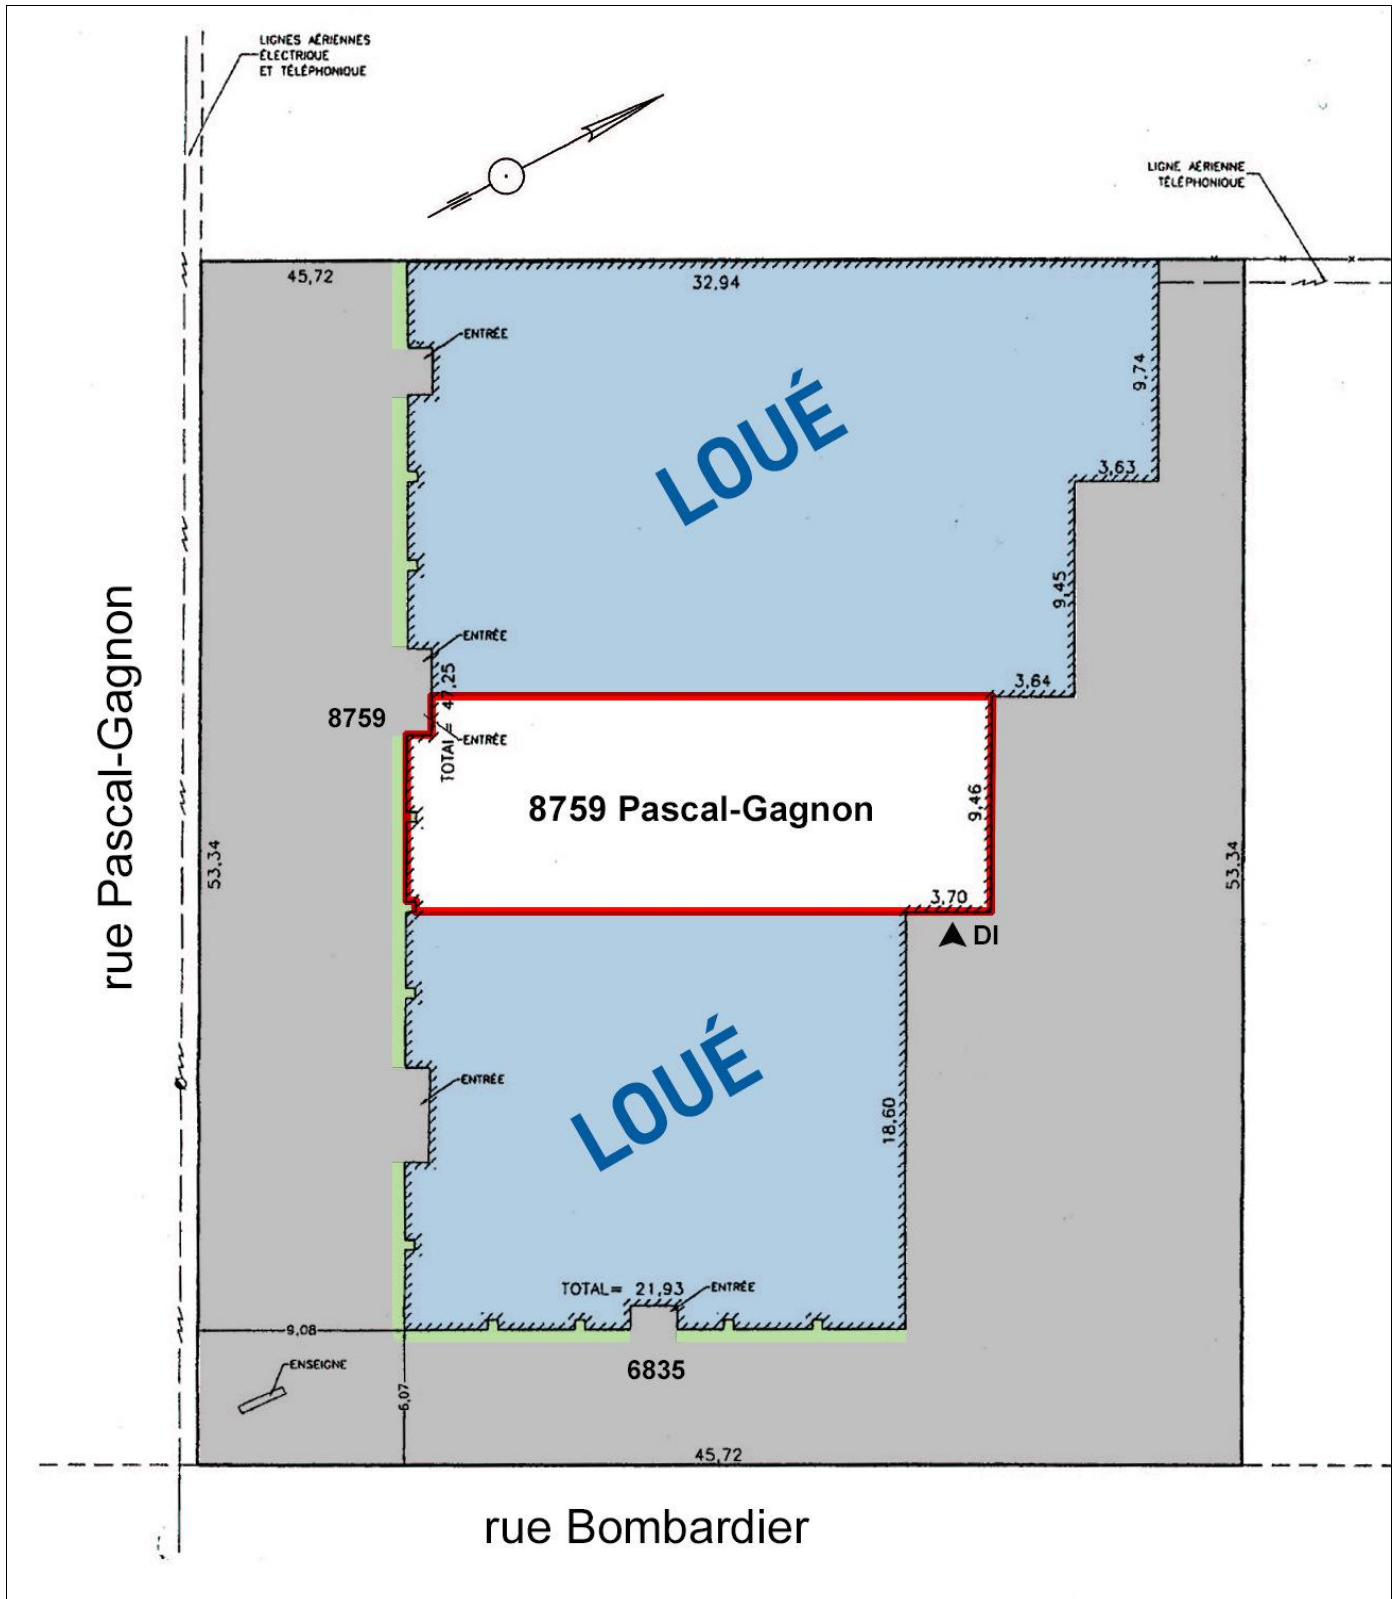 LIGNES AÉRIENNES
ÉLECTRIQUE
ET TÉLÉPHONIQUE
LIGNE AÉRIENNE
TÉLÉPHONIQUE
45,72
32,94
ENTRÉE
9,74
LOUÉ
3,63
9,45
ENTRÉE
3,64
8759
TOTAL = 47,25
ENTRÉE
8759 Pascal-Gagnon
9,46
rue Pascal-Gagnon
53,34
53,34
3,70
DI
LOUÉ
ENTRÉE
18,60
TOTAL= 21,93
ENTRÉE
9,08
ENSEIGNE
6835
6,07
45,72
rue Bombardier